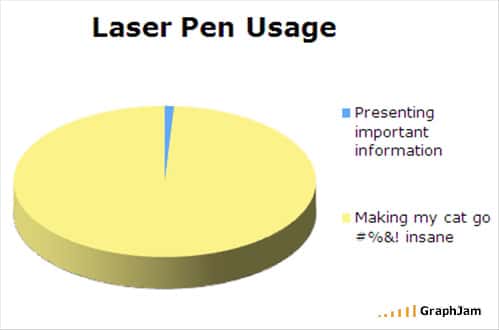 Laser Pen Usage
Presenting
important
information
Making my cat go
#%&! insane
GraphJam